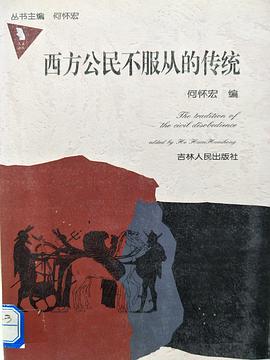 丛书主编 何怀宏
西方公民不服从的传统
何怀宏 编
The tradition of
the civil disobedience
edited by He Huaihong
吉林人民出版社
3